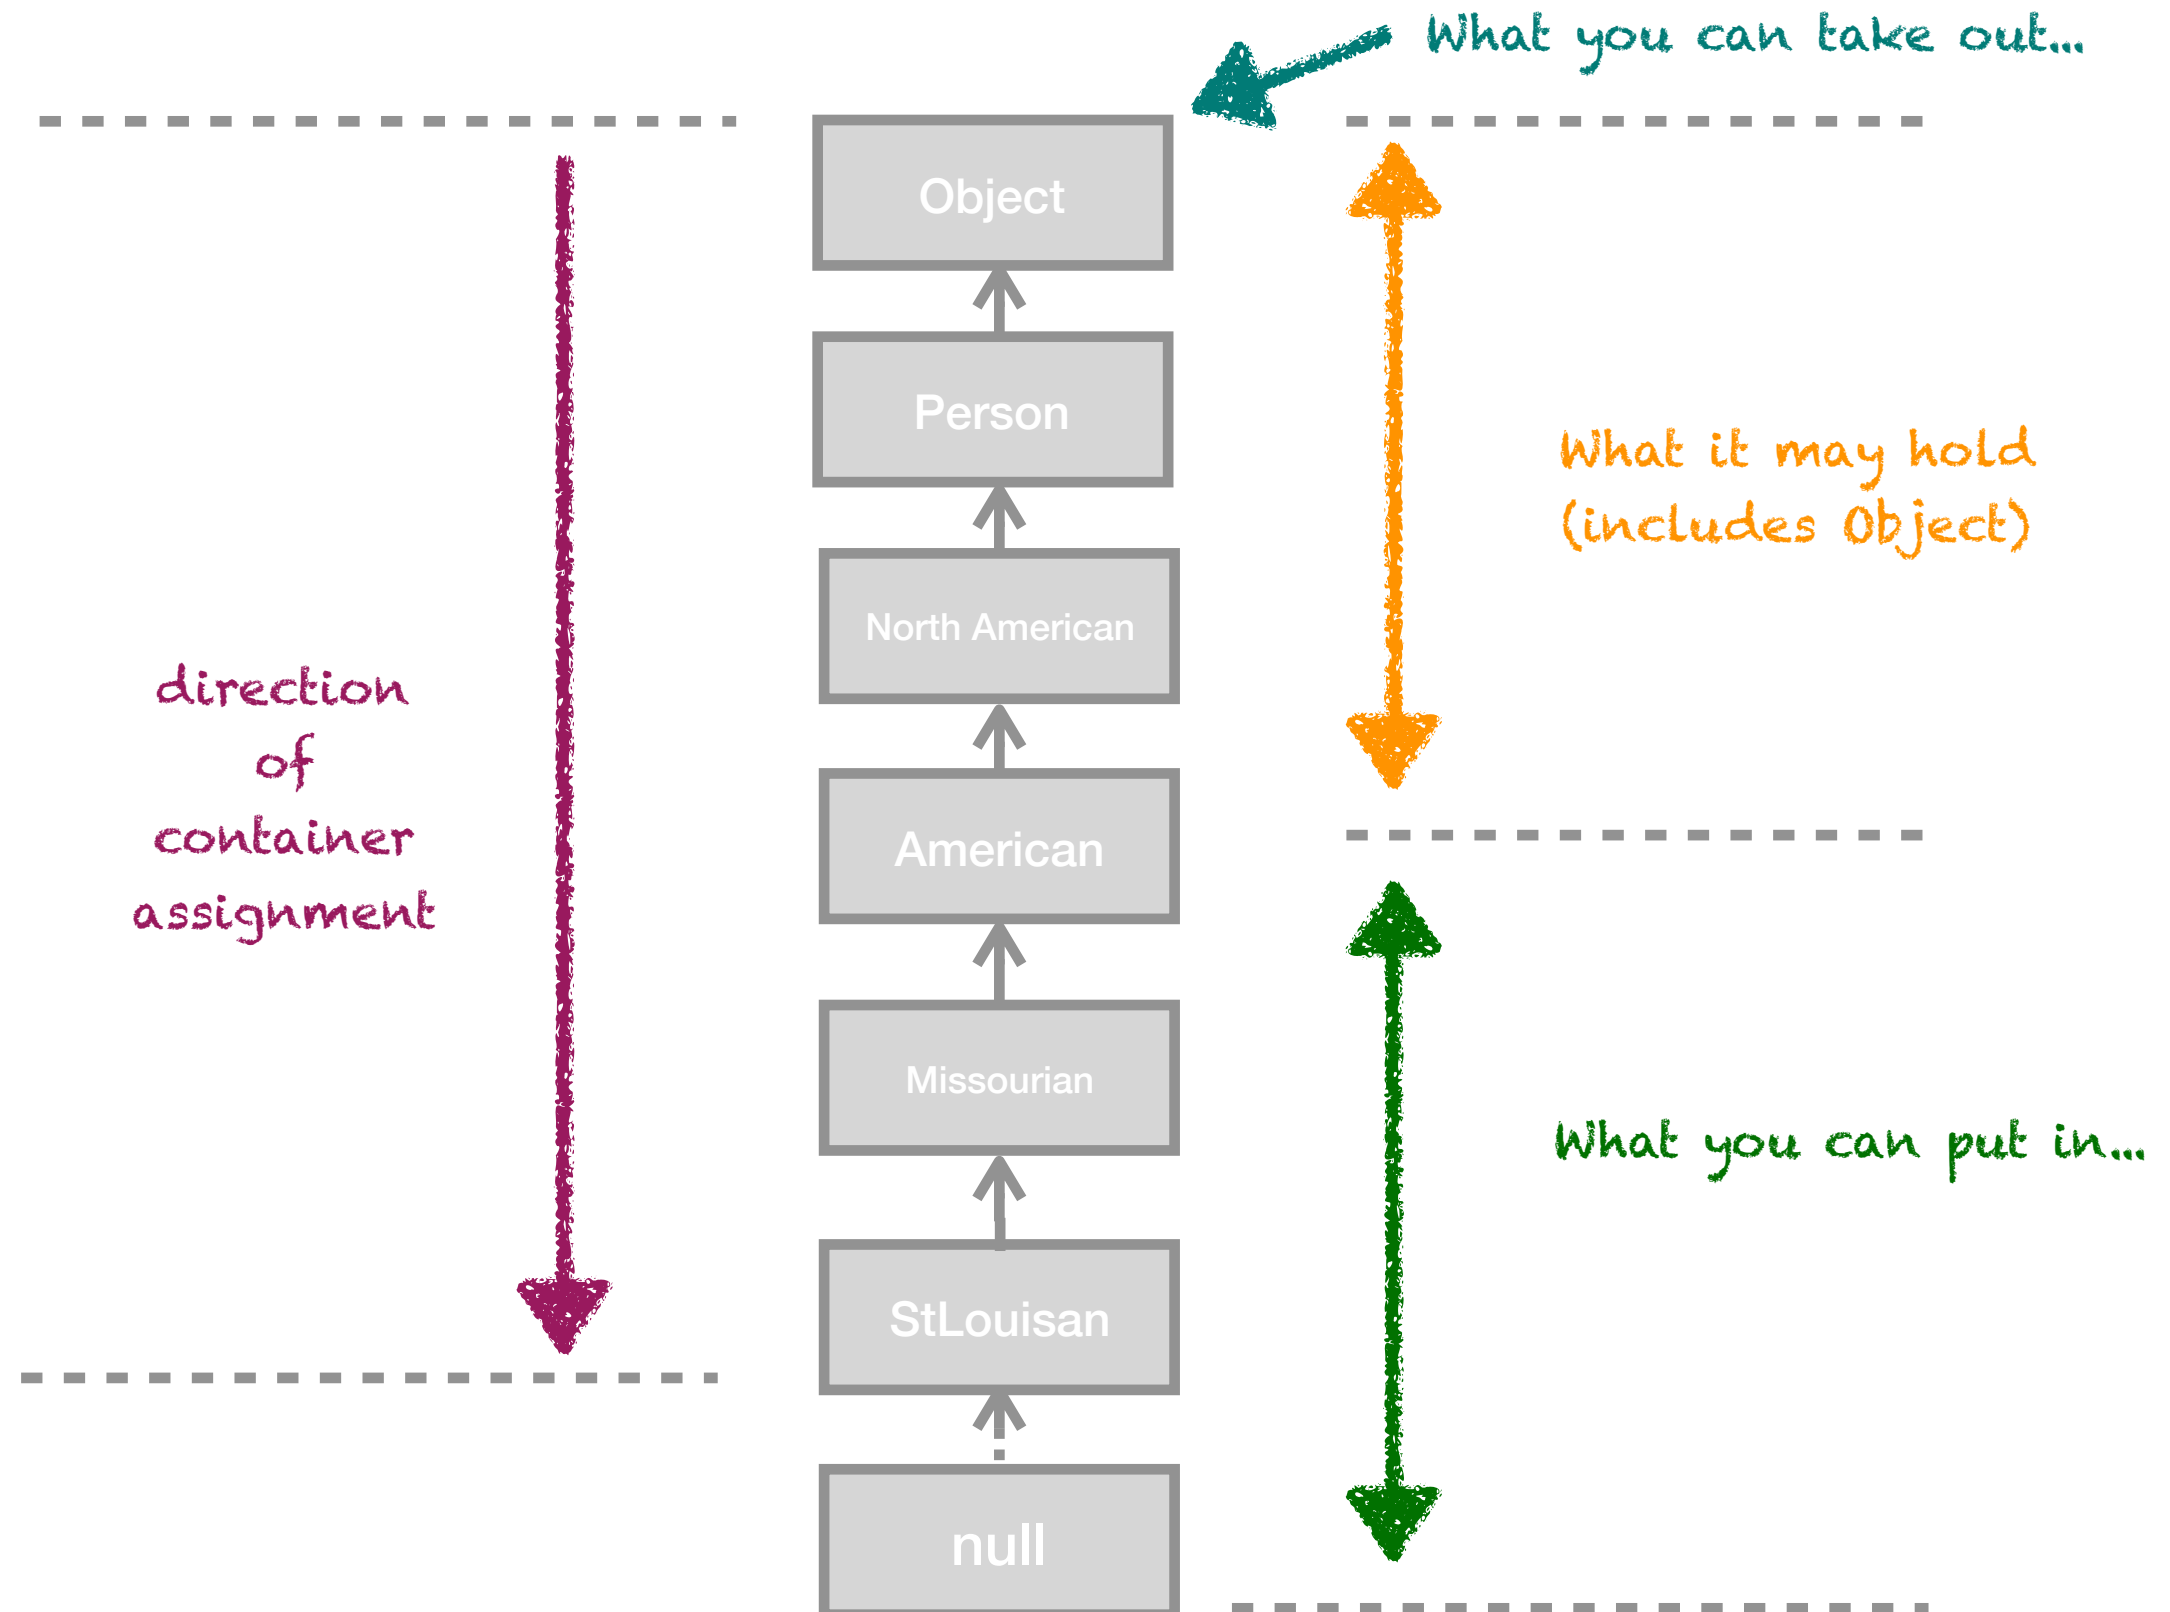 What you can take out...
Object
Person
What it may hold
(includes Object)
North American
direction
of
container
assignment
American
Missourian
What you can put in...
StLouisan
null